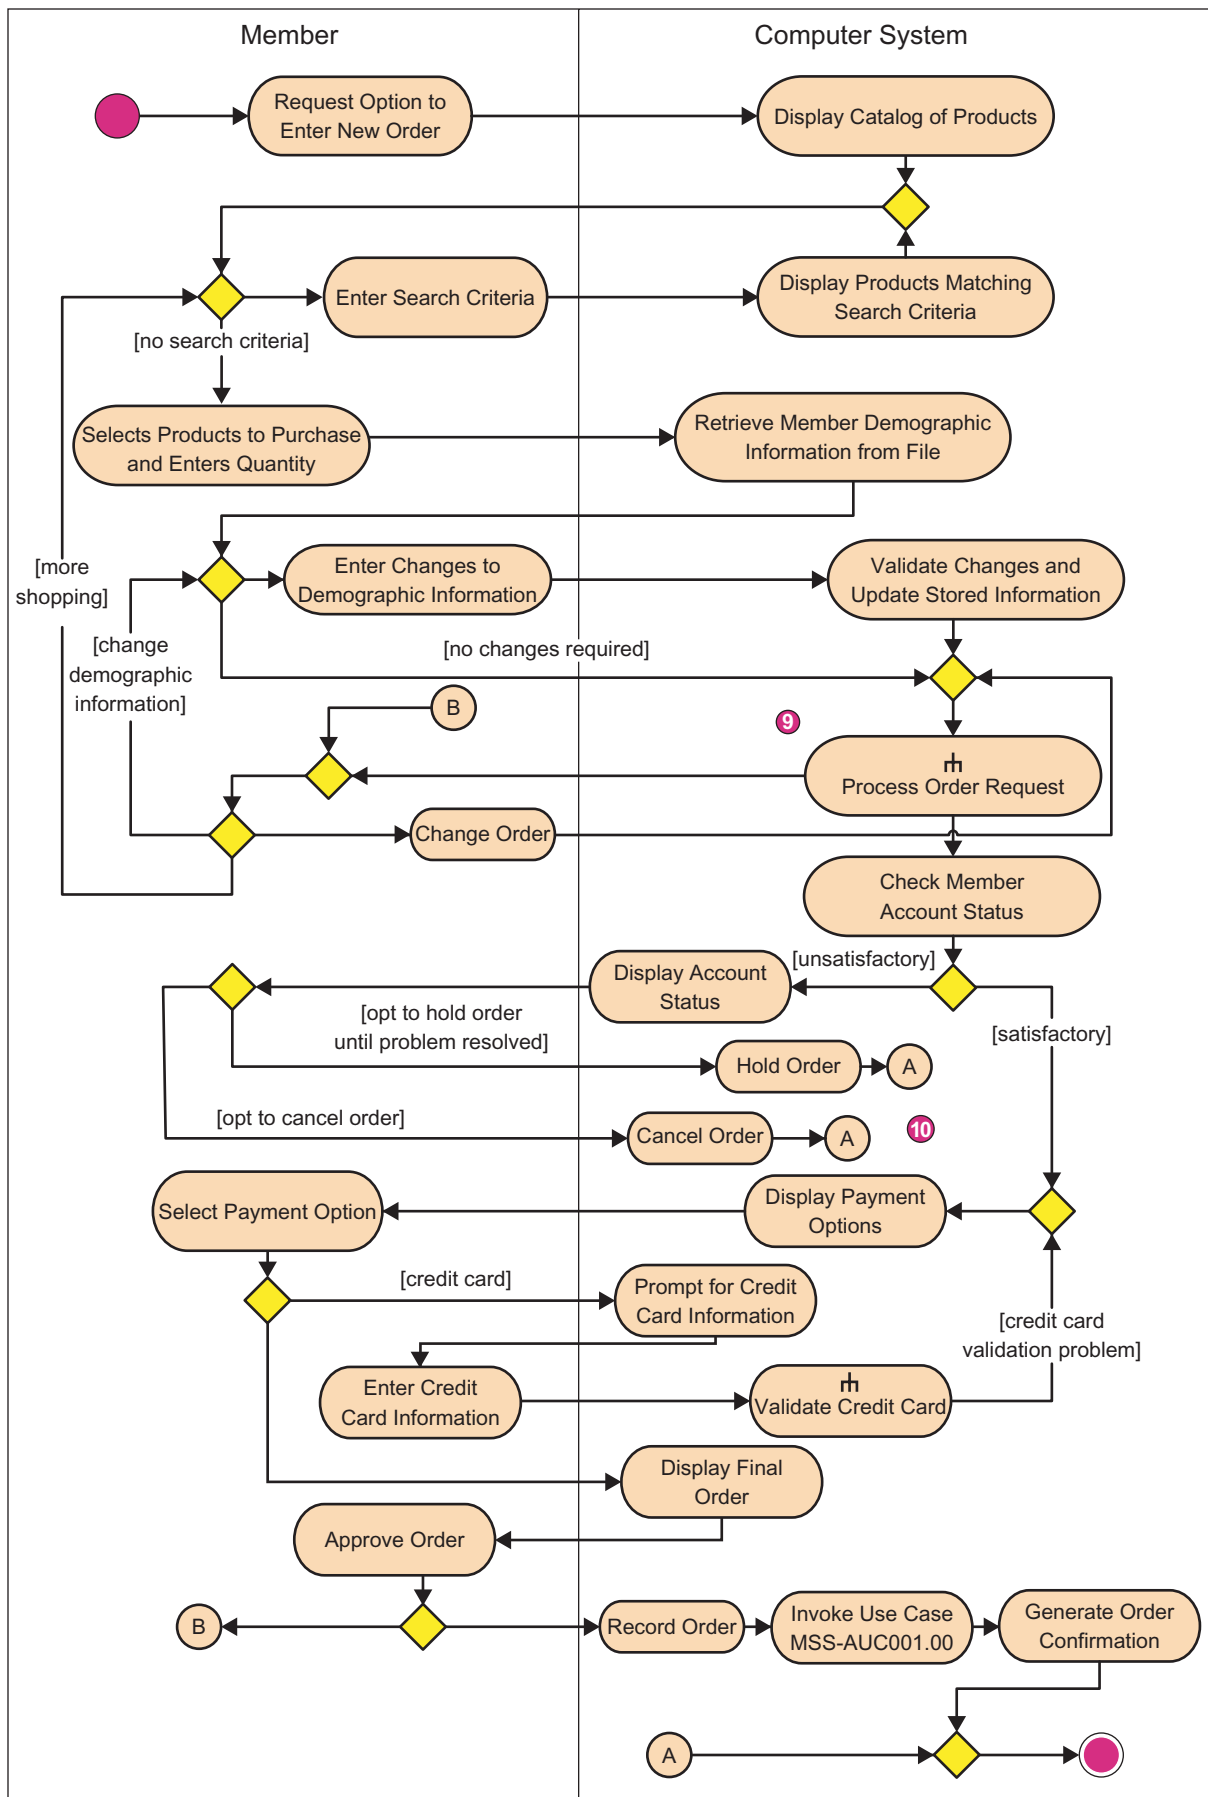 Member
Computer System
Request Option to
Enter New Order
Display Catalog of Products
Enter Search Criteria
Display Products Matching
Search Criteria
[no search criteria]
Selects Products to Purchase
and Enters Quantity
Retrieve Member Demographic
Information from File
[more
shopping]
Enter Changes to
Demographic Information
Validate Changes and
Update Stored Information
[change
demographic
information]
[no changes required]
B
9
Process Order Request
Change Order
Check Member
Account Status
[unsatisfactory]
Display Account
Status
[opt to hold order
until problem resolved]
[satisfactory]
Hold Order
A
[opt to cancel order]
Cancel Order
A
10
Select Payment Option
Display Payment
Options
[credit card]
Prompt for Credit
Card Information
[credit card
validation problem]
Enter Credit
Card Information
Validate Credit Card
Display Final
Order
Approve Order
B
Record Order
Invoke Use Case
MSS-AUC001.00
Generate Order
Confirmation
A